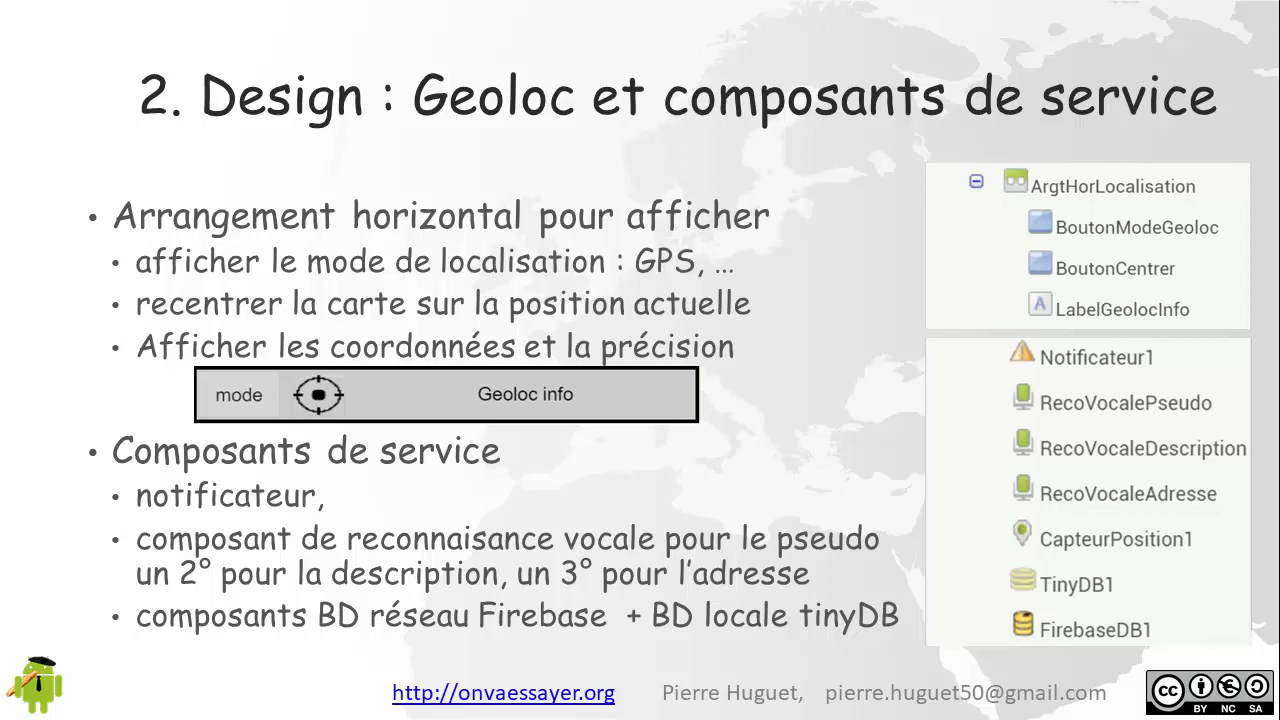 2. Design : Geoloc et composants de service
• Arrangement horizontal pour afficher
• afficher le mode de localisation : GPS, ...
• recentrer la carte sur la position actuelle
• Afficher les coordonnées et la précision
mode Geoloc info
• Composants de service
• notificateur,
• composant de reconnaisance vocale pour le pseudo
un 2° pour la description, un 3° pour l'adresse
• composants BD réseau Firebase + BD locale tinyDB
ArgtHorLocalisation
BoutonModeGeoloc
BoutonCentrer
A LabelGeolocInfo
Notificateur1
RecoVocalePseudo
RecoVocaleDescription
RecoVocaleAdresse
CapteurPosition1
TinyDB1
FirebaseDB1
http://onvaessayer.org Pierre Huguet, pierre.huguet50@gmail.com
cc BY NC SA